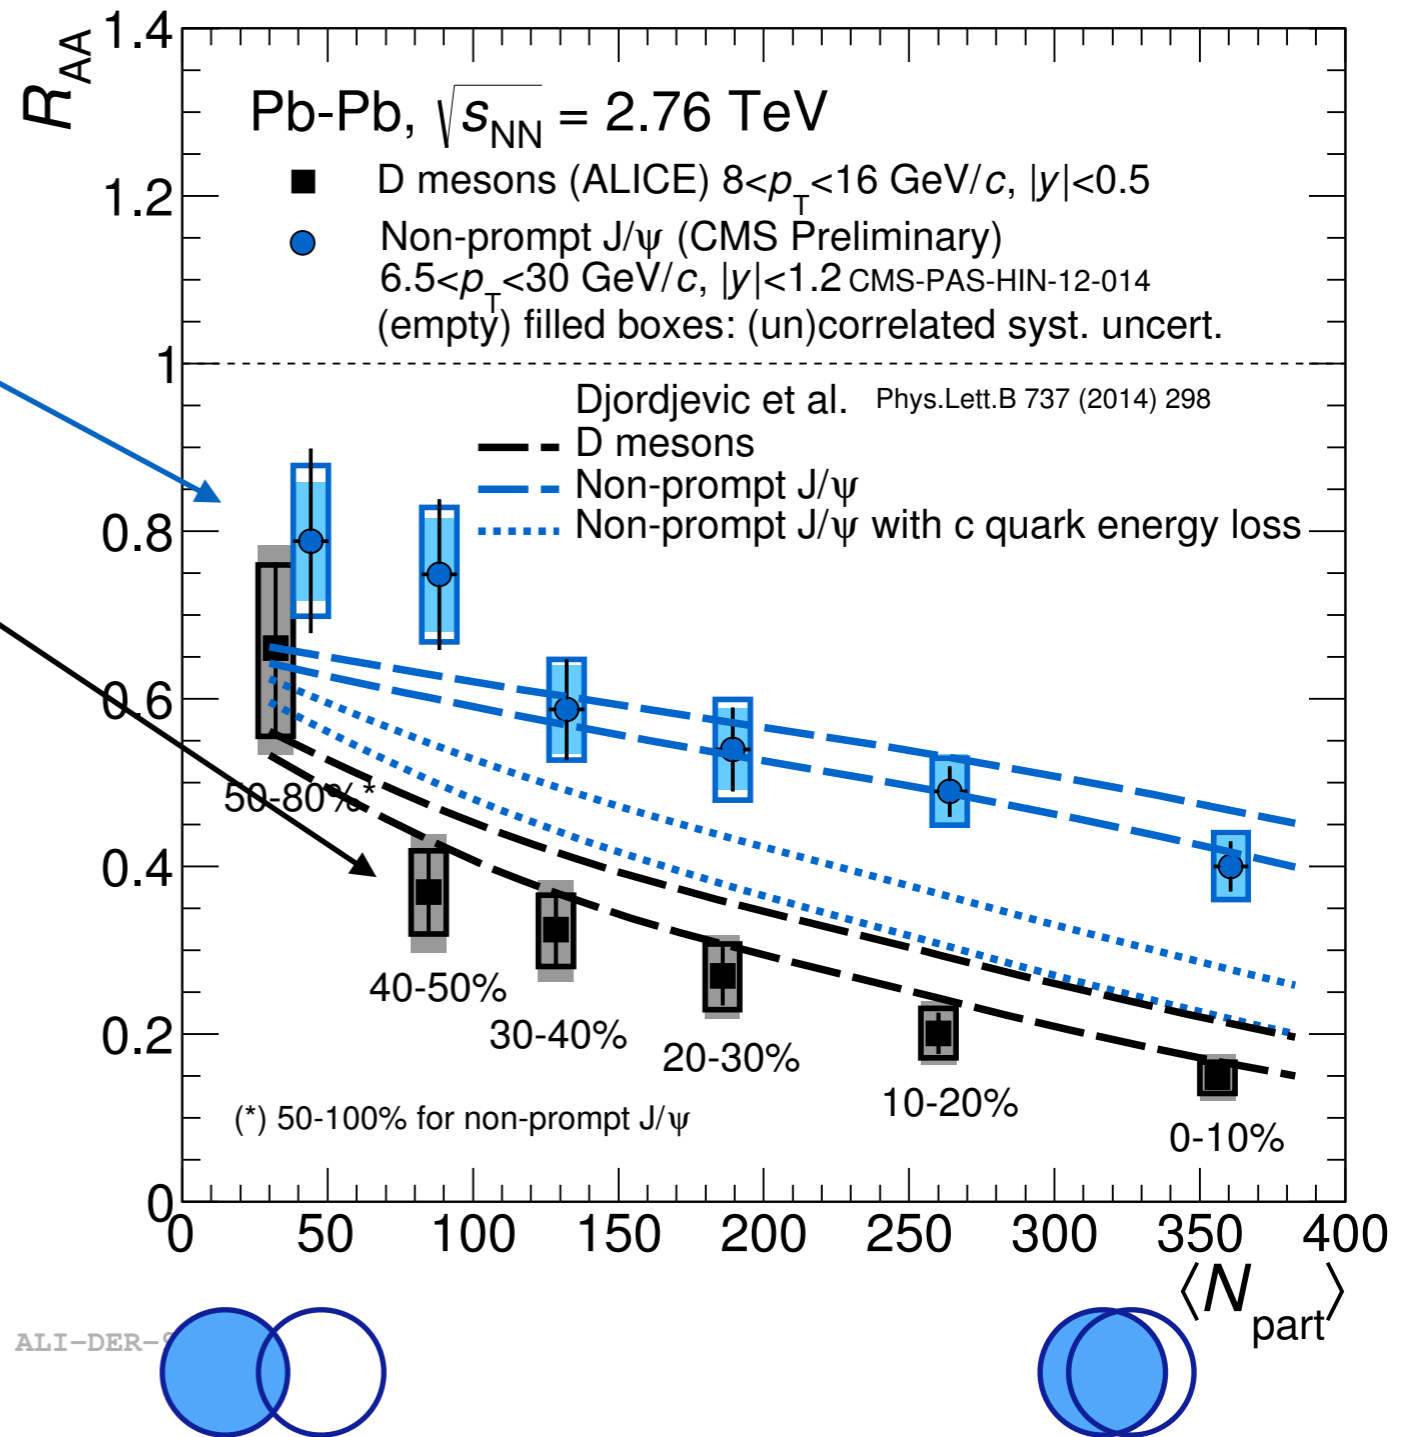 R_AA
1.4
1.2
1
0.8
0.6
0.4
0.2
0
Pb-Pb, √s_NN = 2.76 TeV
D mesons (ALICE) 8<p_T<16 GeV/c, |y|<0.5
Non-prompt J/ψ (CMS Preliminary)
6.5<p_T<30 GeV/c, |y|<1.2 CMS-PAS-HIN-12-014
(empty) filled boxes: (un)correlated syst. uncert.
Djordjevic et al. Phys.Lett.B 737 (2014) 298
D mesons
Non-prompt J/ψ
Non-prompt J/ψ with c quark energy loss
50-80%*
40-50%
30-40%
20-30%
10-20%
0-10%
(*) 50-100% for non-prompt J/ψ
0 50 100 150 200 250 300 350 400
⟨N_part⟩
ALI-DER-